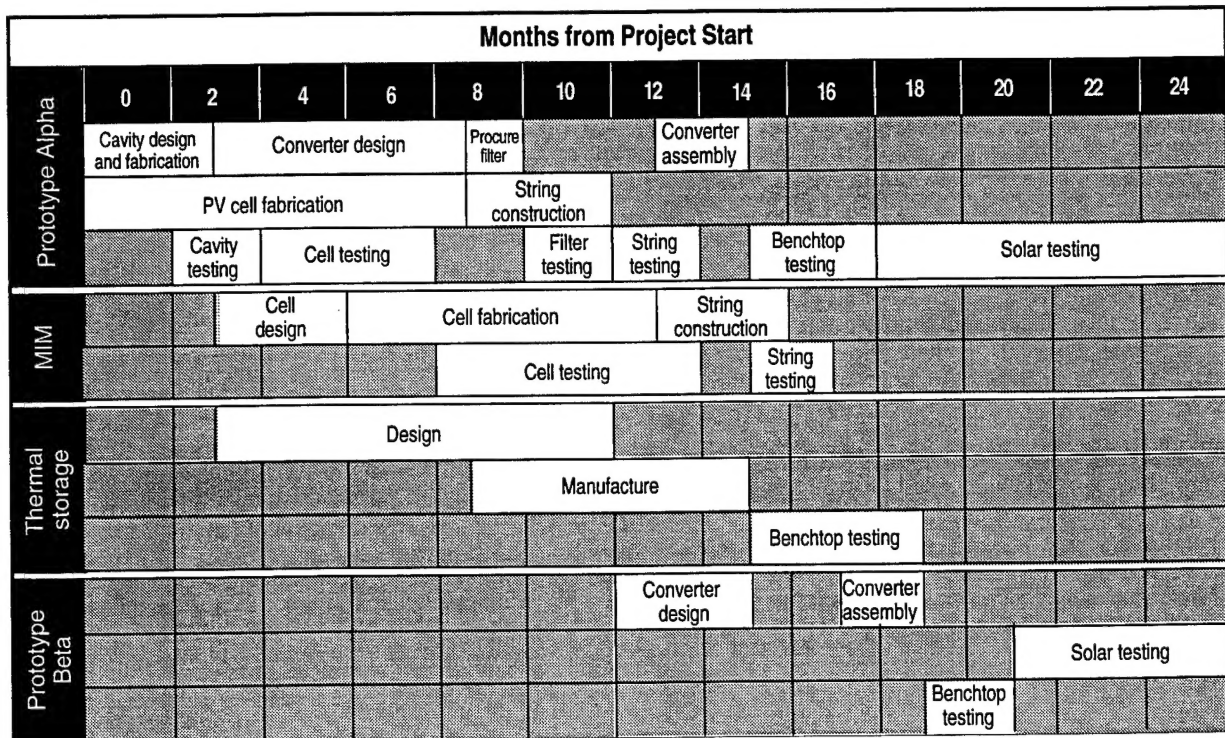 Months from Project Start
0 2 4 6 8 10 12 14 16 18 20 22 24
Prototype Alpha
Cavity design
and fabrication
Converter design
Procure
filter
Converter
assembly
PV cell fabrication
String
construction
Cavity
testing
Cell testing
Filter
testing
String
testing
Benchtop
testing
Solar testing
MIM
Cell
design
Cell fabrication
String
construction
Cell testing
String
testing
Thermal
storage
Design
Manufacture
Benchtop testing
Prototype
Beta
Converter
design
Converter
assembly
Solar testing
Benchtop
testing